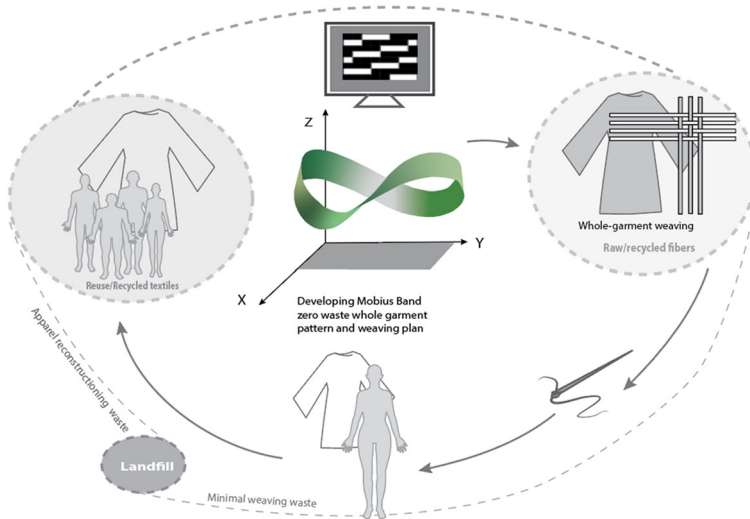 Z
Y
X
Developing Mobius Band
zero waste whole garment
pattern and weaving plan
Whole-garment weaving
Raw/recycled fibers
Reuse/Recycled textiles
Apparel reconstructioning waste
Landfill
Minimal weaving waste